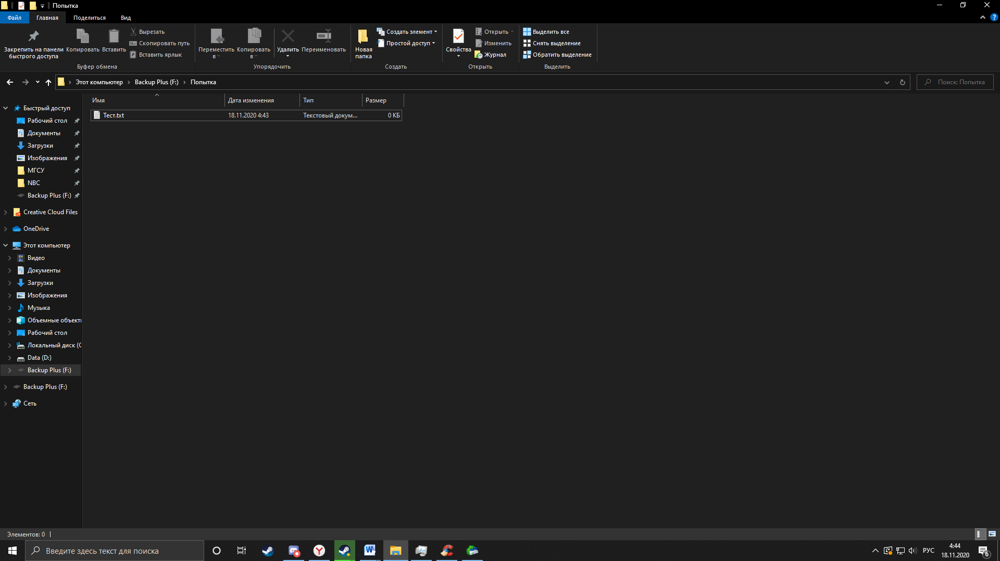 Попытка
Файл Главная Поделиться Вид
Закрепить на панели быстрого доступа
Копировать
Вставить
Вырезать
Скопировать путь
Вставить ярлык
Буфер обмена
Переместить в
Копировать в
Удалить
Переименовать
Упорядочить
Новая папка
Создать элемент
Простой доступ
Создать
Свойства
Открыть
Изменить
Журнал
Открыть
Выделить все
Снять выделение
Обратить выделение
Выделить
Этот компьютер › Backup Plus (F:) › Попытка
Поиск: Попытка
Имя Дата изменения Тип Размер
Тест.txt 18.11.2020 4:43 Текстовый докум... 0 КБ
Быстрый доступ
Рабочий стол
Документы
Загрузки
Изображения
МГСУ
NBC
Backup Plus (F:)
Creative Cloud Files
OneDrive
Этот компьютер
Видео
Документы
Загрузки
Изображения
Музыка
Объемные объекты
Рабочий стол
Локальный диск (C
Data (D:)
Backup Plus (F:)
Backup Plus (F:)
Сеть
Элементов: 0
Введите здесь текст для поиска
РУС
4:44
18.11.2020
6